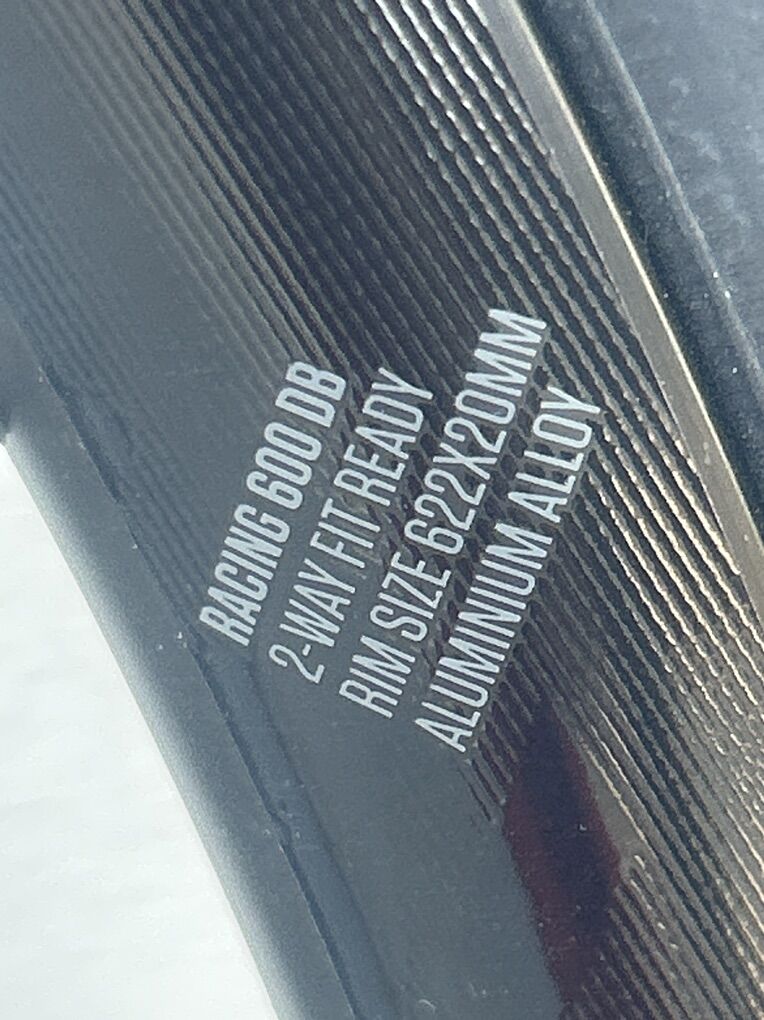 RACING 600 DB
2-WAY FIT READY
RIM SIZE 622X20MM
ALUMINIUM ALLOY